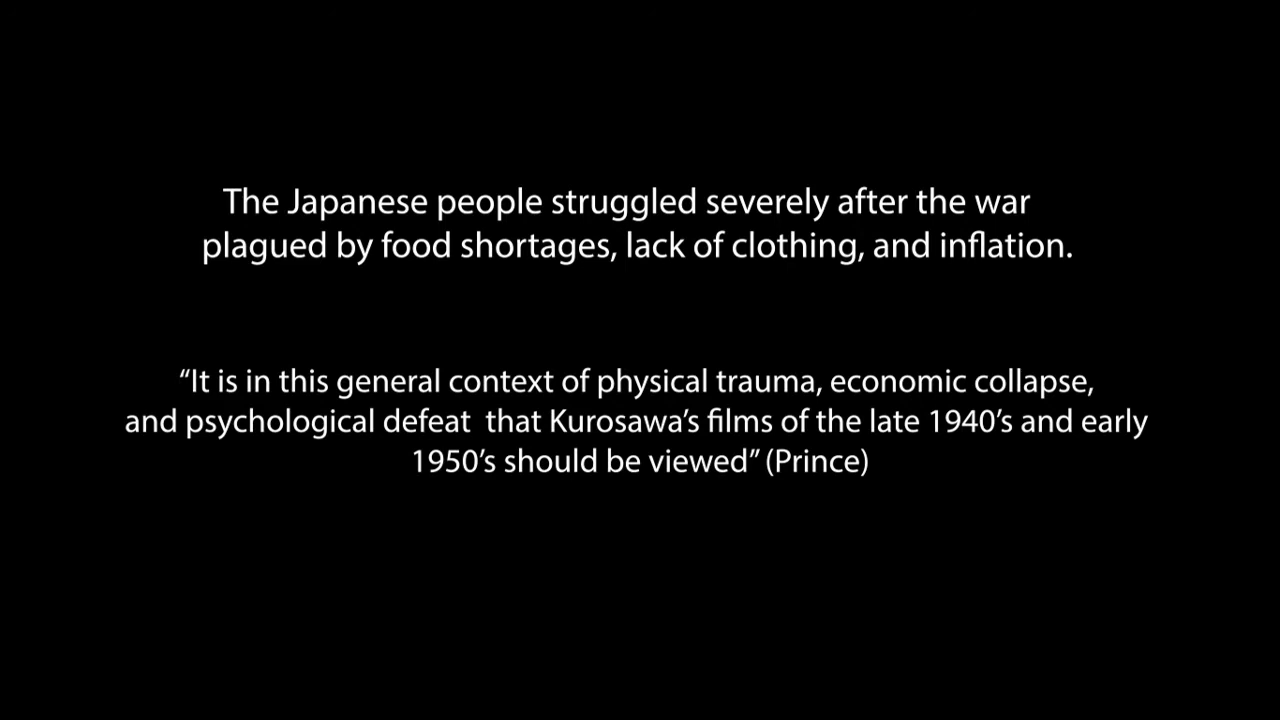 The Japanese people struggled severely after the war
plagued by food shortages, lack of clothing, and inflation.
“It is in this general context of physical trauma, economic collapse,
and psychological defeat  that Kurosawa’s films of the late 1940’s and early
1950’s should be viewed” (Prince)